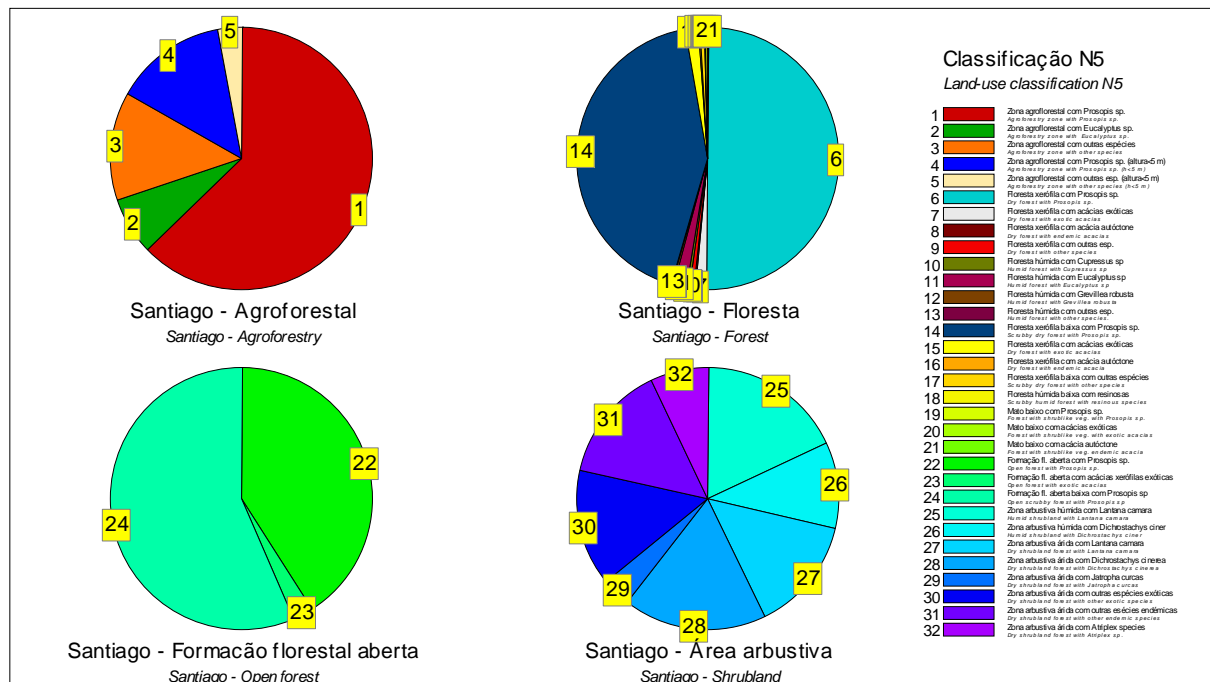 5
4
3
2
1
Santiago - Agroforestal
Santiago - Agroforestry
21
14
6
13
Santiago - Floresta
Santiago - Forest
22
24
23
Santiago - Formacão florestal aberta
Santiago - Open forest
32
25
31
26
30
27
29
28
Santiago - Área arbustiva
Santiago - Shrubland
Classificação N5
Land-use classification N5
1 Zona agroflorestal com Prosopis sp.
Agroforestry zone with Prosopis sp.
2 Zona agroflorestal com Eucalyptus sp.
Agroforestry zone with Eucalyptus sp.
3 Zona agroflorestal com outras espécies
Agroforestry zone with other species
4 Zona agroflorestal com Prosopis sp. (altura<5 m)
Agroforestry zone with Prosopis sp. (h<5 m)
5 Zona agroflorestal com outras esp. (altura<5 m)
Agroforestry zone with other species (h<5 m)
6 Floresta xerófila com Prosopis sp.
Dry forest with Prosopis sp.
7 Floresta xerófila com acácias exóticas
Dry forest with exotic acacias
8 Floresta xerófila com acácia autóctone
Dry forest with endemic acacias
9 Floresta xerófila com outras esp.
Dry forest with other species
10 Floresta húmida com Cupressus sp
Humid forest with Cupressus sp
11 Floresta húmida com Eucalyptus sp
Humid forest with Eucalyptus sp
12 Floresta húmida com Grevillea robusta
Humid forest with Grevillea robusta
13 Floresta húmida com outras esp.
Humid forest with other species.
14 Floresta xerófila baixa com Prosopis sp.
Scrubby dry forest with Prosopis sp.
15 Floresta xerófila com acácias exóticas
Dry forest with exotic acacias
16 Floresta xerófila com acácia autóctone
Dry forest with endemic acacia
17 Floresta xerófila baixa com outras espécies
Scrubby dry forest with other species
18 Floresta húmida baixa com resinosas
Scrubby humid forest with resinous species
19 Mato baixo com Prosopis sp.
Forest with shrublike veg. with Prosopis sp.
20 Mato baixo com acácias exóticas
Forest with shrublike veg. with exotic acacias
21 Mato baixo com acácia autóctone
Forest with shrublike veg. endemic acacia
22 Formação fl. aberta com Prosopis sp.
Open forest with Prosopis sp.
23 Formação fl. aberta com acácias xerófilas exóticas
Open forest with exotic acacias
24 Formação fl. aberta baixa com Prosopis sp
Open scrubby forest with Prosopis sp
25 Zona arbustiva húmida com Lantana camara
Humid shrubland with Lantana camara
26 Zona arbustiva húmida com Dichrostachys ciner
Humid shrubland with Dichrostachys ciner
27 Zona arbustiva árida com Lantana camara
Dry shrubland forest with Lantana camara
28 Zona arbustiva árida com Dichrostachys cinerea
Dry shrubland forest with Dichrostachys cinerea
29 Zona arbustiva árida com Jatropha curcas
Dry shrubland forest with Jatropha curcas
30 Zona arbustiva árida com outras espécies exóticas
Dry shrubland forest with other exotic species
31 Zona arbustiva árida com outras esécies endémicas
Dry shrubland forest with other endemic species
32 Zona arbustiva árida com Atriplex species
Dry shrubland forest with Atriplex sp.